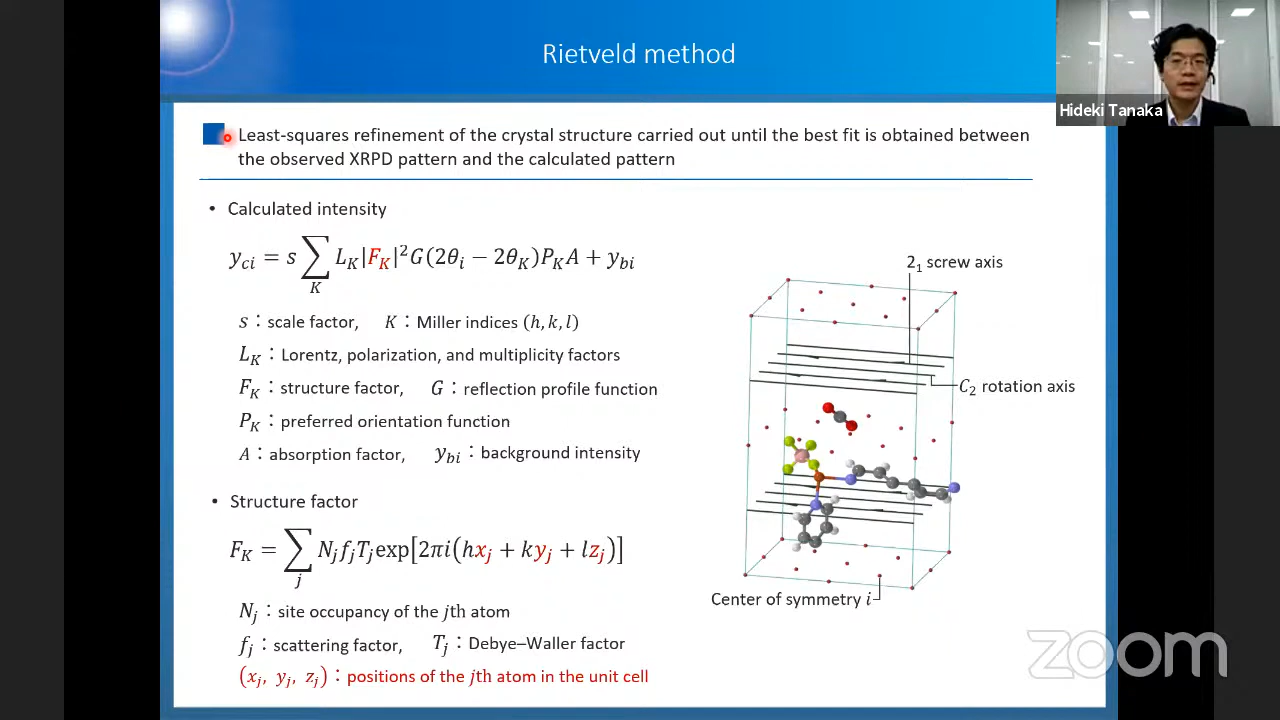 Rietveld method
Hideki Tanaka
Least-squares refinement of the crystal structure carried out until the best fit is obtained between
the observed XRPD pattern and the calculated pattern
• Calculated intensity
y_ci = s ∑_K L_K|F_K|²G(2θ_i − 2θ_K)P_K A + y_bi
s : scale factor, K : Miller indices (h, k, l)
L_K : Lorentz, polarization, and multiplicity factors
F_K : structure factor, G : reflection profile function
P_K : preferred orientation function
A : absorption factor, y_bi : background intensity
• Structure factor
F_K = ∑_j N_j f_j T_j exp[2πi(hx_j + ky_j + lz_j)]
N_j : site occupancy of the jth atom
f_j : scattering factor, T_j : Debye–Waller factor
(x_j, y_j, z_j) : positions of the jth atom in the unit cell
2₁ screw axis
C₂ rotation axis
Center of symmetry i
zoom